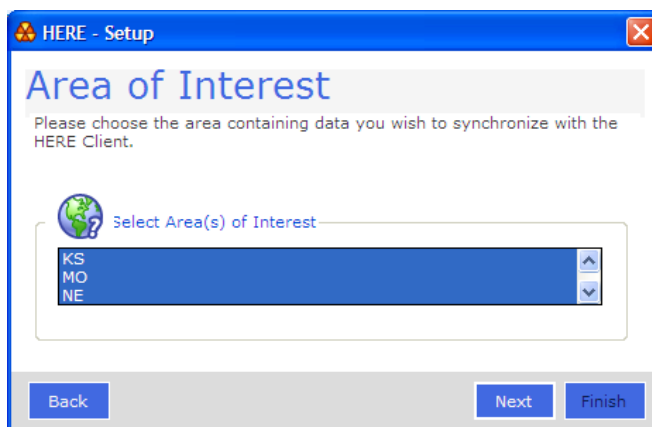 HERE - Setup
Area of Interest
Please choose the area containing data you wish to synchronize with the
HERE Client.
Select Area(s) of Interest
KS
MO
NE
Back
Next
Finish